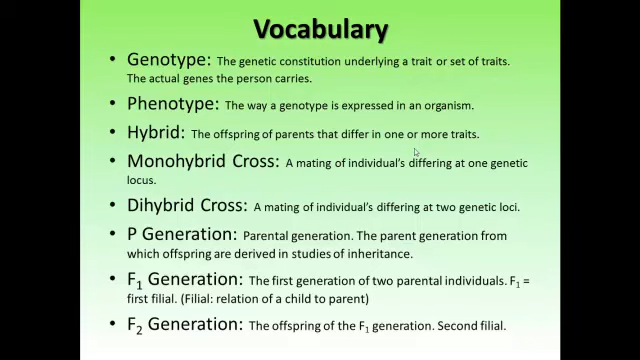 Vocabulary
• Genotype: The genetic constitution underlying a trait or set of traits.
The actual genes the person carries.
• Phenotype: The way a genotype is expressed in an organism.
• Hybrid: The offspring of parents that differ in one or more traits.
• Monohybrid Cross: A mating of individual's differing at one genetic
locus.
• Dihybrid Cross: A mating of individual's differing at two genetic loci.
• P Generation: Parental generation. The parent generation from
which offspring are derived in studies of inheritance.
• F₁ Generation: The first generation of two parental individuals. F₁ =
first filial. (Filial: relation of a child to parent)
• F₂ Generation: The offspring of the F₁ generation. Second filial.